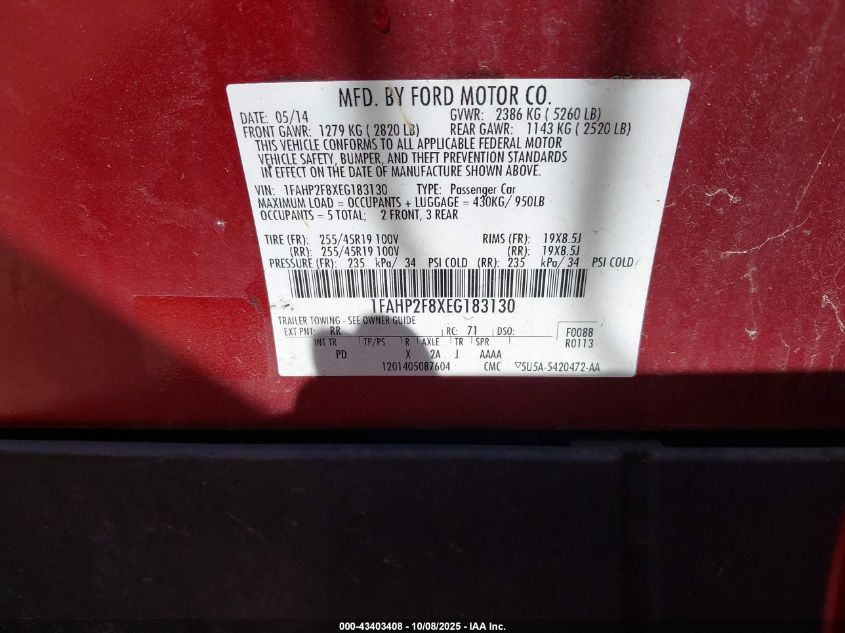 MFD. BY FORD MOTOR CO.
DATE: 05/14 GVWR: 2386 KG ( 5260 LB)
FRONT GAWR: 1279 KG ( 2820 LB) REAR GAWR: 1143 KG ( 2520 LB)
THIS VEHICLE CONFORMS TO ALL APPLICABLE FEDERAL MOTOR
VEHICLE SAFETY, BUMPER, AND THEFT PREVENTION STANDARDS
IN EFFECT ON THE DATE OF MANUFACTURE SHOWN ABOVE.
VIN: 1FAHP2F8XEG183130 TYPE: Passenger Car
MAXIMUM LOAD = OCCUPANTS + LUGGAGE = 430KG/ 950LB
OCCUPANTS = 5 TOTAL; 2 FRONT, 3 REAR
TIRE (FR): 255/45R19 100V RIMS (FR): 19X8.5J
(RR): 255/45R19 100V (RR): 19X8.5J
PRESSURE (FR): 235 kPa/ 34 PSI COLD (RR): 235 kPa/ 34 PSI COLD
1FAHP2F8XEG183130
TRAILER TOWING - SEE OWNER GUIDE
EXT PNT: RR RC: 71 DSO: F0088
INT TR TP/PS R AXLE TR SPR R0113
PD X 2A J AAAA
1201405087604 CMC ▽5U5A-5420472-AA
000-43403408 - 10/08/2025 - IAA Inc.